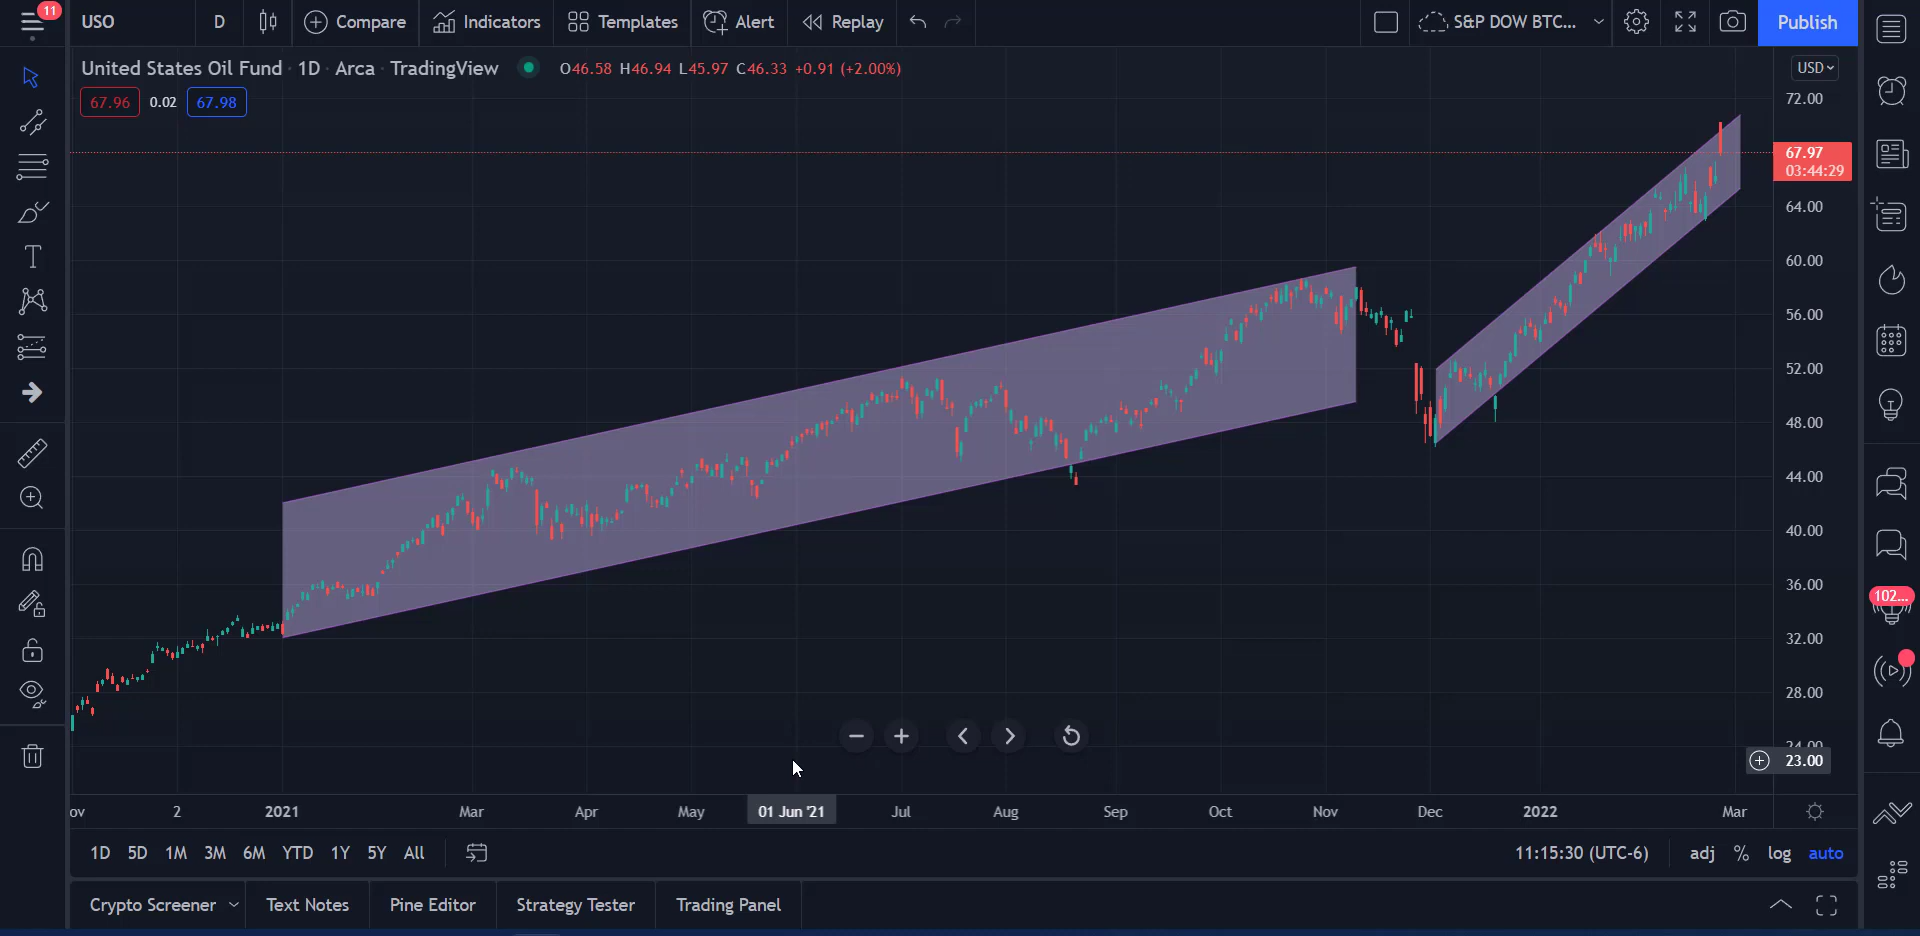 11
USO
D
Compare
Indicators
Templates
Alert
Replay
S&P DOW BTC...
Publish
United States Oil Fund · 1D · Arca · TradingView
O46.58 H46.94 L45.97 C46.33 +0.91 (+2.00%)
67.96
0.02
67.98
USD
72.00
67.97
03:44:29
64.00
60.00
56.00
52.00
48.00
44.00
40.00
36.00
32.00
28.00
24.00
23.00
102...
ov
2
2021
Mar
Apr
May
01 Jun '21
Jul
Aug
Sep
Oct
Nov
Dec
2022
Mar
1D
5D
1M
3M
6M
YTD
1Y
5Y
All
11:15:30 (UTC-6)
adj
%
log
auto
Crypto Screener
Text Notes
Pine Editor
Strategy Tester
Trading Panel